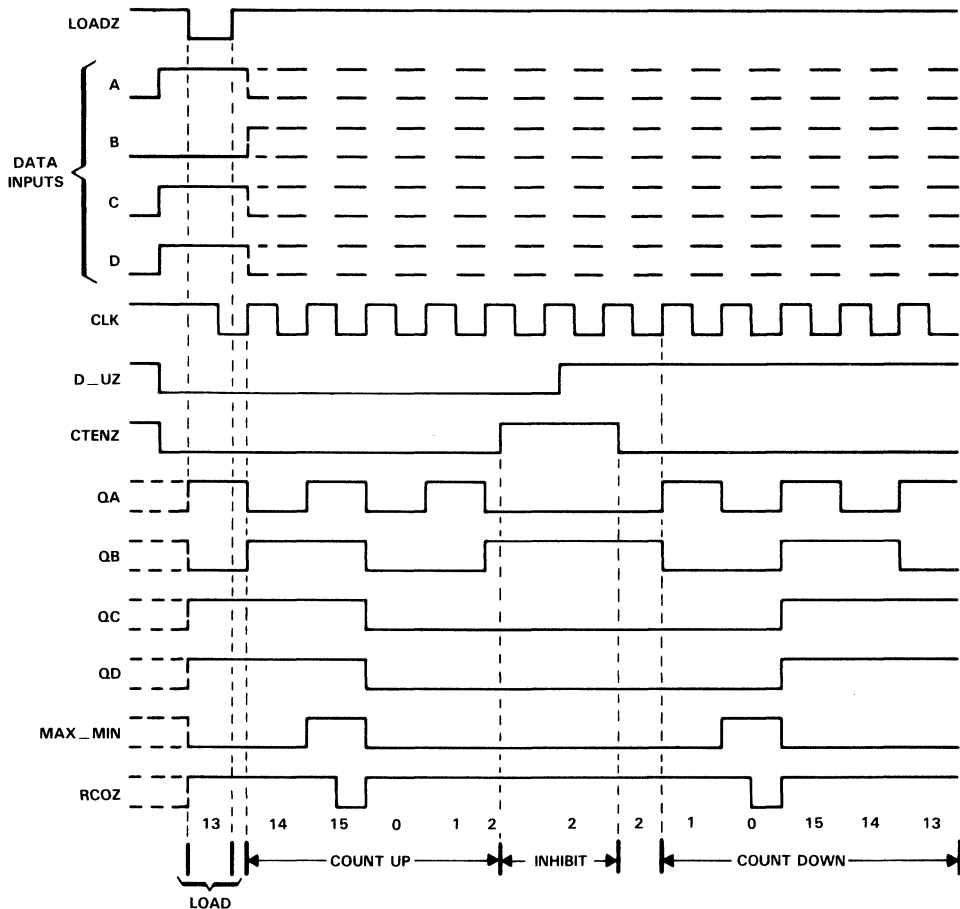 LOADZ
A
B
DATA
INPUTS
C
D
CLK
D_UZ
CTENZ
QA
QB
QC
QD
MAX_MIN
RCOZ
13 14 15 0 1 2 2 2 1 0 15 14 13
COUNT UP INHIBIT COUNT DOWN
LOAD